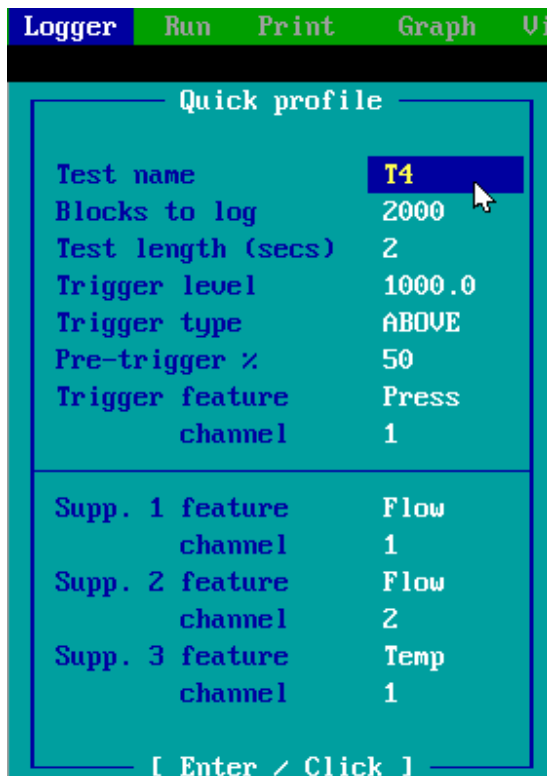 Logger Run Print Graph Vi
Quick profile
Test name T4
Blocks to log 2000
Test length (secs) 2
Trigger level 1000.0
Trigger type ABOVE
Pre-trigger % 50
Trigger feature Press
channel 1
Supp. 1 feature Flow
channel 1
Supp. 2 feature Flow
channel 2
Supp. 3 feature Temp
channel 1
[ Enter / Click ]